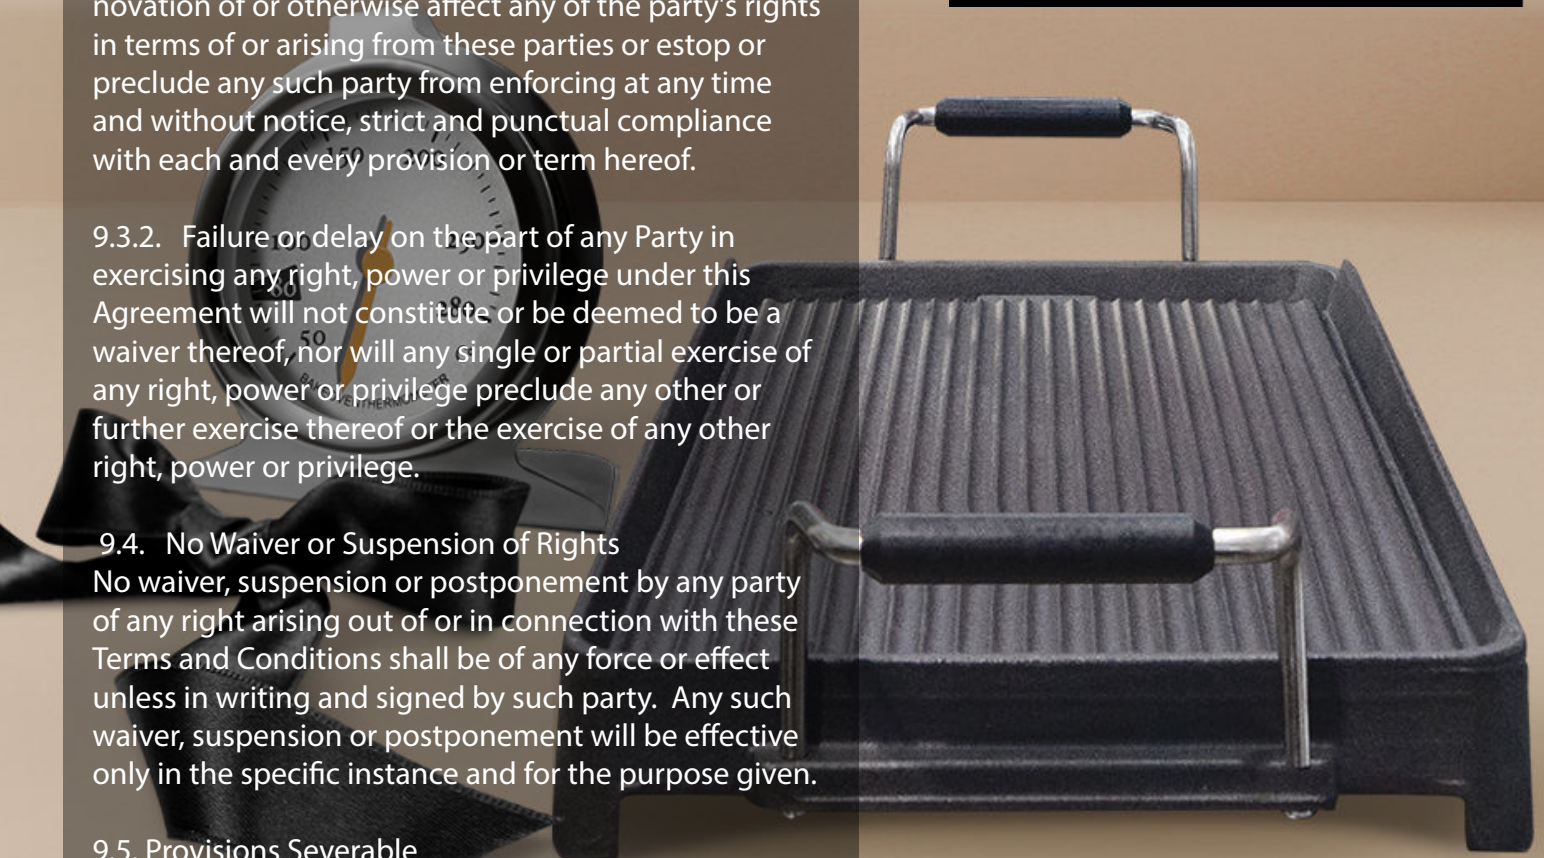 novation of or otherwise affect any of the party's rights
in terms of or arising from these parties or estop or
preclude any such party from enforcing at any time
and without notice, strict and punctual compliance
with each and every provision or term hereof.
9.3.2. Failure or delay on the part of any Party in
exercising any right, power or privilege under this
Agreement will not constitute or be deemed to be a
waiver thereof, nor will any single or partial exercise of
any right, power or privilege preclude any other or
further exercise thereof or the exercise of any other
right, power or privilege.
9.4. No Waiver or Suspension of Rights
No waiver, suspension or postponement by any party
of any right arising out of or in connection with these
Terms and Conditions shall be of any force or effect
unless in writing and signed by such party. Any such
waiver, suspension or postponement will be effective
only in the specific instance and for the purpose given.
9.5. Provisions Severable
150 200
100 250
60
280
50